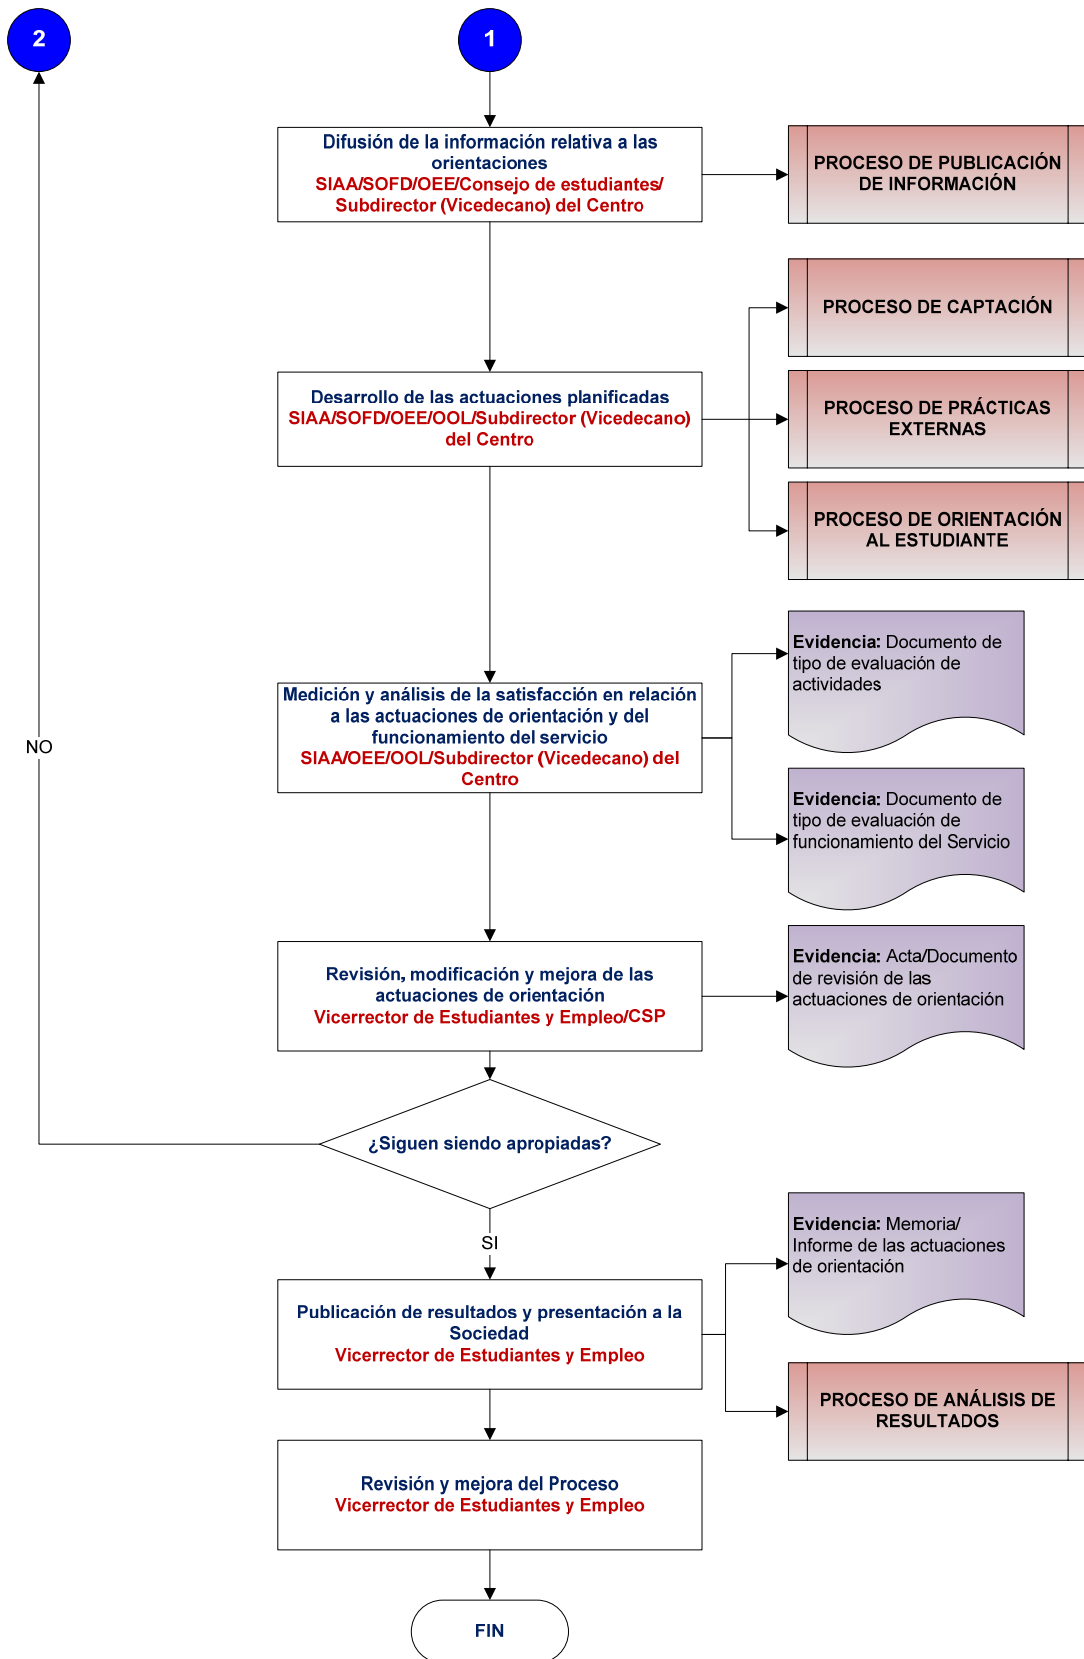 2
1
Difusión de la información relativa a las
orientaciones
SIAA/SOFD/OEE/Consejo de estudiantes/
Subdirector (Vicedecano) del Centro
PROCESO DE PUBLICACIÓN
DE INFORMACIÓN
PROCESO DE CAPTACIÓN
Desarrollo de las actuaciones planificadas
SIAA/SOFD/OEE/OOL/Subdirector (Vicedecano)
del Centro
PROCESO DE PRÁCTICAS
EXTERNAS
PROCESO DE ORIENTACIÓN
AL ESTUDIANTE
Evidencia: Documento de
tipo de evaluación de
actividades
Medición y análisis de la satisfacción en relación
a las actuaciones de orientación y del
funcionamiento del servicio
SIAA/OEE/OOL/Subdirector (Vicedecano) del
Centro
NO
Evidencia: Documento de
tipo de evaluación de
funcionamiento del Servicio
Revisión, modificación y mejora de las
actuaciones de orientación
Vicerrector de Estudiantes y Empleo/CSP
Evidencia: Acta/Documento
de revisión de las
actuaciones de orientación
¿Siguen siendo apropiadas?
SI
Evidencia: Memoria/
Informe de las actuaciones
de orientación
Publicación de resultados y presentación a la
Sociedad
Vicerrector de Estudiantes y Empleo
PROCESO DE ANÁLISIS DE
RESULTADOS
Revisión y mejora del Proceso
Vicerrector de Estudiantes y Empleo
FIN